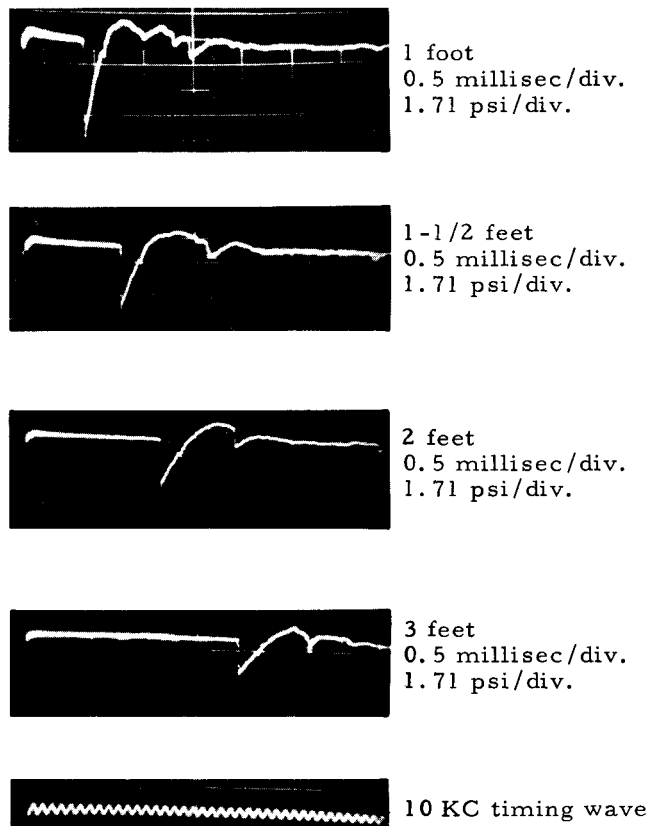 1 foot
0.5 millisec/div.
1.71 psi/div.
1-1/2 feet
0.5 millisec/div.
1.71 psi/div.
2 feet
0.5 millisec/div.
1.71 psi/div.
3 feet
0.5 millisec/div.
1.71 psi/div.
10 KC timing wave